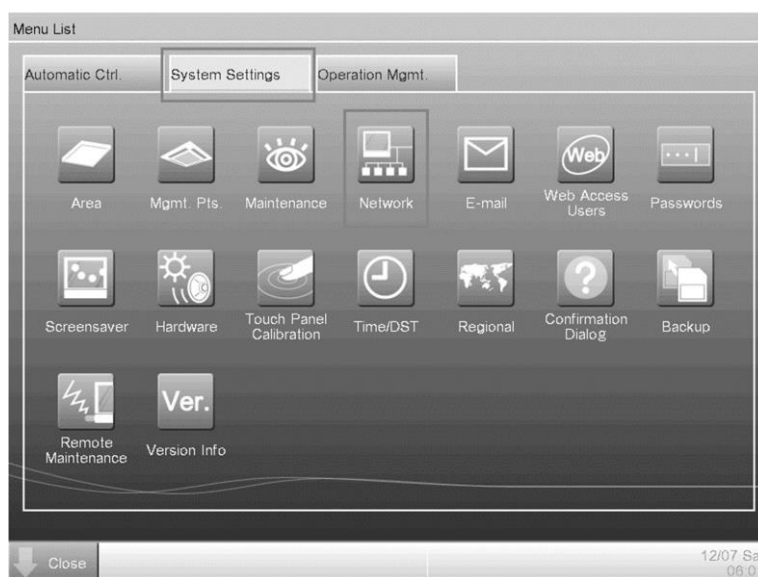 Menu List
Automatic Ctrl. System Settings Operation Mgmt.
Area Mgmt. Pts. Maintenance Network E-mail Web Web Access Users Passwords
Screensaver Hardware Touch Panel Calibration Time/DST Regional Confirmation Dialog Backup
Ver.
Remote Maintenance Version Info
Close
12/07 Sa
06:0